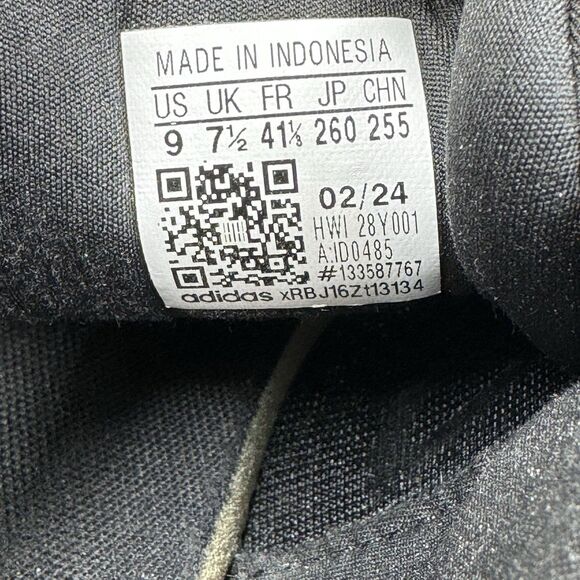 MADE IN INDONESIA
US UK FR JP CHN
9 7½ 41⅓ 260 255
02/24
HWI 28Y001
A:ID0485
#133587767
adidas xRBJ16Zt13134